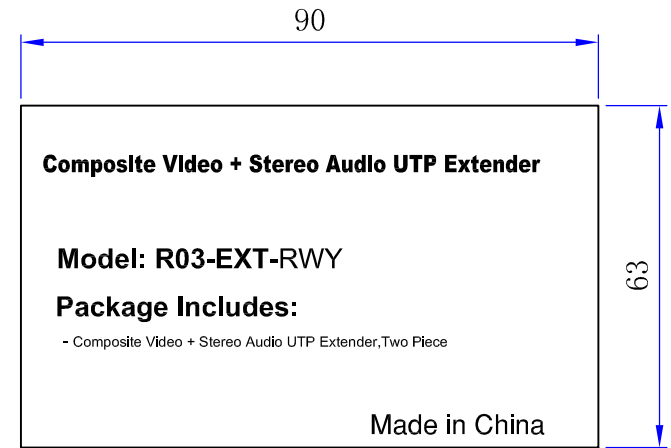 90
Composite Video + Stereo Audio UTP Extender
63
Model: R03-EXT-RWY
Package Includes:
- Composite Video + Stereo Audio UTP Extender,Two Piece
Made in China